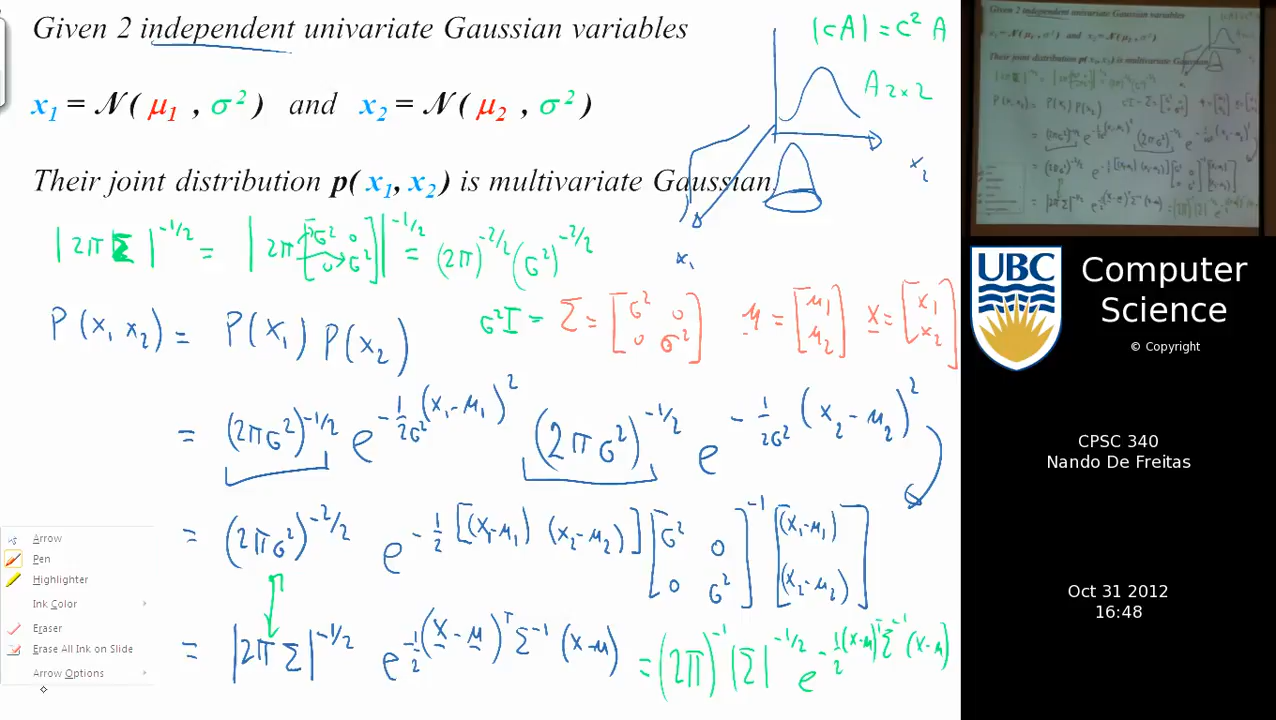 Given 2 independent univariate Gaussian variables
|cA| = c² A
A 2×2
x₁ = 𝒩 ( μ₁ , σ² ) and x₂ = 𝒩 ( μ₂ , σ² )
x₂
Their joint distribution p( x₁, x₂ ) is multivariate Gaussian.
x₁
|2πΣ|^(-1/2) = |2π [σ² 0; 0 σ²]|^(-1/2) = (2π)^(-2/2) (σ²)^(-2/2)
P(x₁ x₂) = P(x₁) P(x₂)
σ²I = Σ = [σ² 0; 0 σ²] μ = [μ₁; μ₂] x = [x₁; x₂]
= (2πσ²)^(-1/2) e^(-1/2σ² (x₁-μ₁)²) (2πσ²)^(-1/2) e^(-1/2σ² (x₂-μ₂)²)
= (2πσ²)^(-2/2) e^(-1/2 [(x₁-μ₁) (x₂-μ₂)] [σ² 0; 0 σ²]^(-1) [(x₁-μ₁); (x₂-μ₂)])
= |2πΣ|^(-1/2) e^(-1/2 (x-μ)ᵀ Σ⁻¹ (x-μ)) = (2π)⁻¹ |Σ|^(-1/2) e^(-1/2 (x-μ)ᵀ Σ⁻¹ (x-μ))
Arrow
Pen
Highlighter
Ink Color
Eraser
Erase All Ink on Slide
Arrow Options
UBC
Computer
Science
© Copyright
CPSC 340
Nando De Freitas
Oct 31 2012
16:48